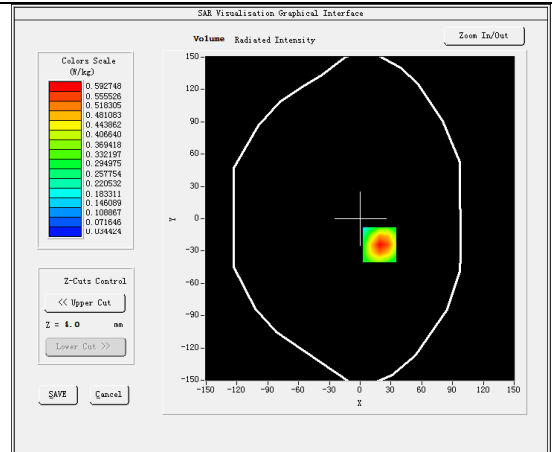 SAR Visualisation Graphical Interface
Volume Radiated Intensity
Zoom In/Out
Colors Scale
(W/kg)
0.592748
0.555526
0.518305
0.481083
0.443862
0.406640
0.369418
0.332197
0.294975
0.257754
0.220532
0.183311
0.146089
0.108867
0.071646
0.034424
Z-Cuts Control
<< Upper Cut
Z = 4.0 mm
Lower Cut >>
SAVE
Cancel
150
120
90
60
30
0
-30
-60
-90
-120
-150
Y
-150 -120 -90 -60 -30 0 30 60 90 120 150
X